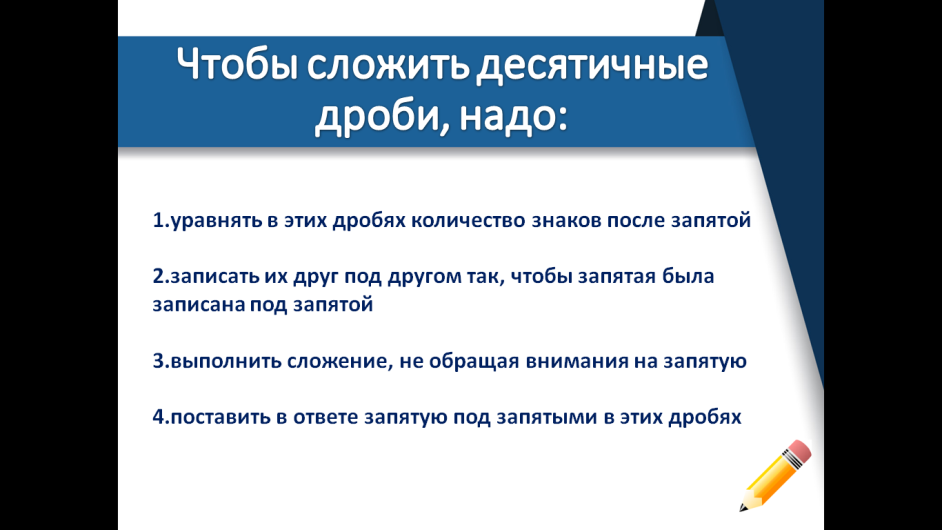 Чтобы сложить десятичные
дроби, надо:
1.уравнять в этих дробях количество знаков после запятой
2.записать их друг под другом так, чтобы запятая была
записана под запятой
3.выполнить сложение, не обращая внимания на запятую
4.поставить в ответе запятую под запятыми в этих дробях